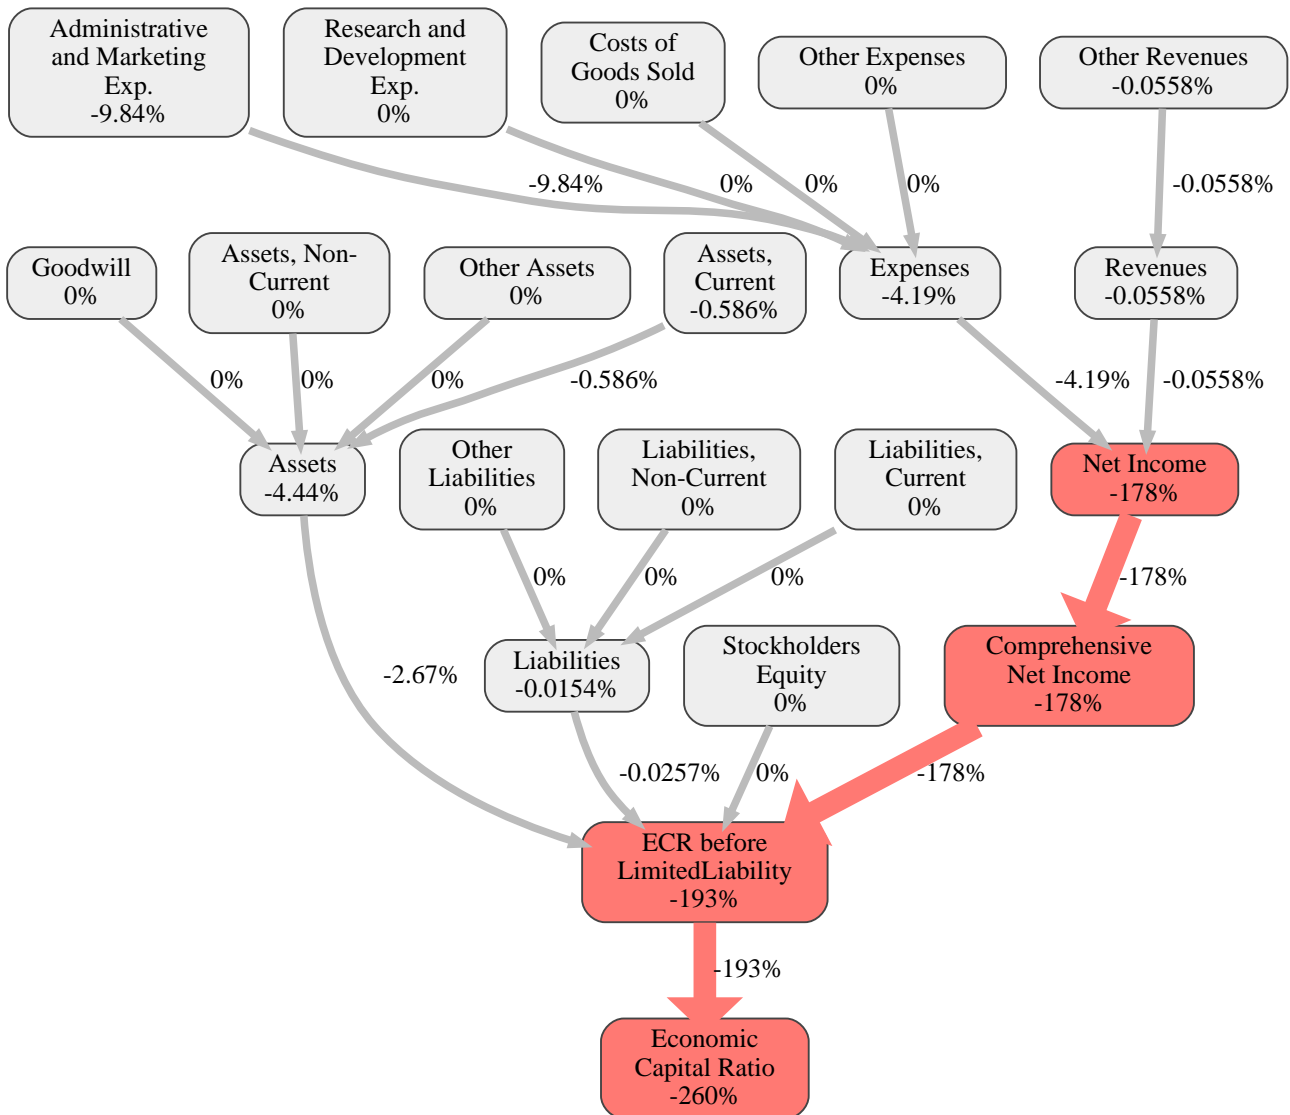 Administrative
and Marketing
Exp.
-9.84%
Research and
Development
Exp.
0%
Costs of
Goods Sold
0%
Other Expenses
0%
Other Revenues
-0.0558%
-9.84%
0%
0%
0%
-0.0558%
Goodwill
0%
Assets, Non-
Current
0%
Other Assets
0%
Assets,
Current
-0.586%
Expenses
-4.19%
Revenues
-0.0558%
0%
0%
0%
-0.586%
-4.19%
-0.0558%
Assets
-4.44%
Other
Liabilities
0%
Liabilities,
Non-Current
0%
Liabilities,
Current
0%
Net Income
-178%
0%
0%
0%
-178%
-2.67%
Liabilities
-0.0154%
Stockholders
Equity
0%
Comprehensive
Net Income
-178%
-0.0257%
0%
-178%
ECR before
LimitedLiability
-193%
-193%
Economic
Capital Ratio
-260%